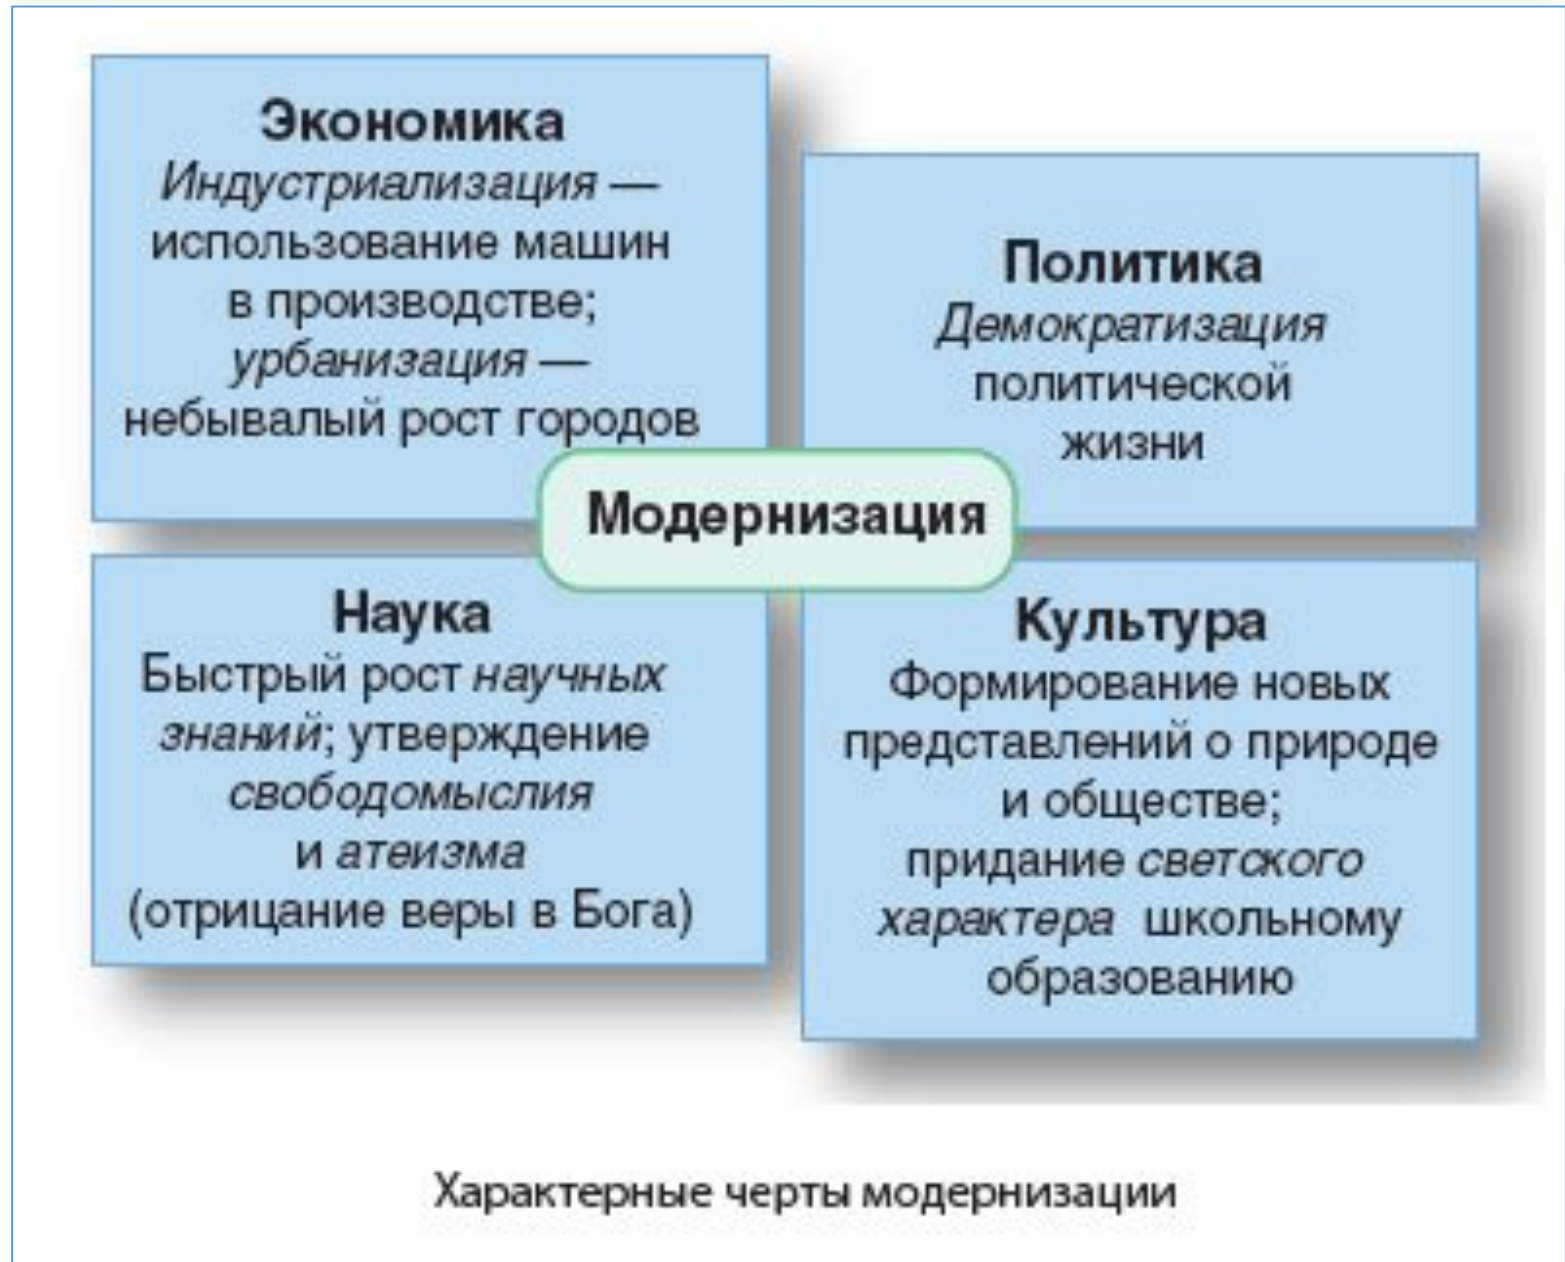 Экономика
Индустриализация —
использование машин
в производстве;
урбанизация —
небывалый рост городов
Политика
Демократизация
политической
жизни
Модернизация
Наука
Быстрый рост научных
знаний; утверждение
свободомыслия
и атеизма
(отрицание веры в Бога)
Культура
Формирование новых
представлений о природе
и обществе;
придание светского
характера школьному
образованию
Характерные черты модернизации